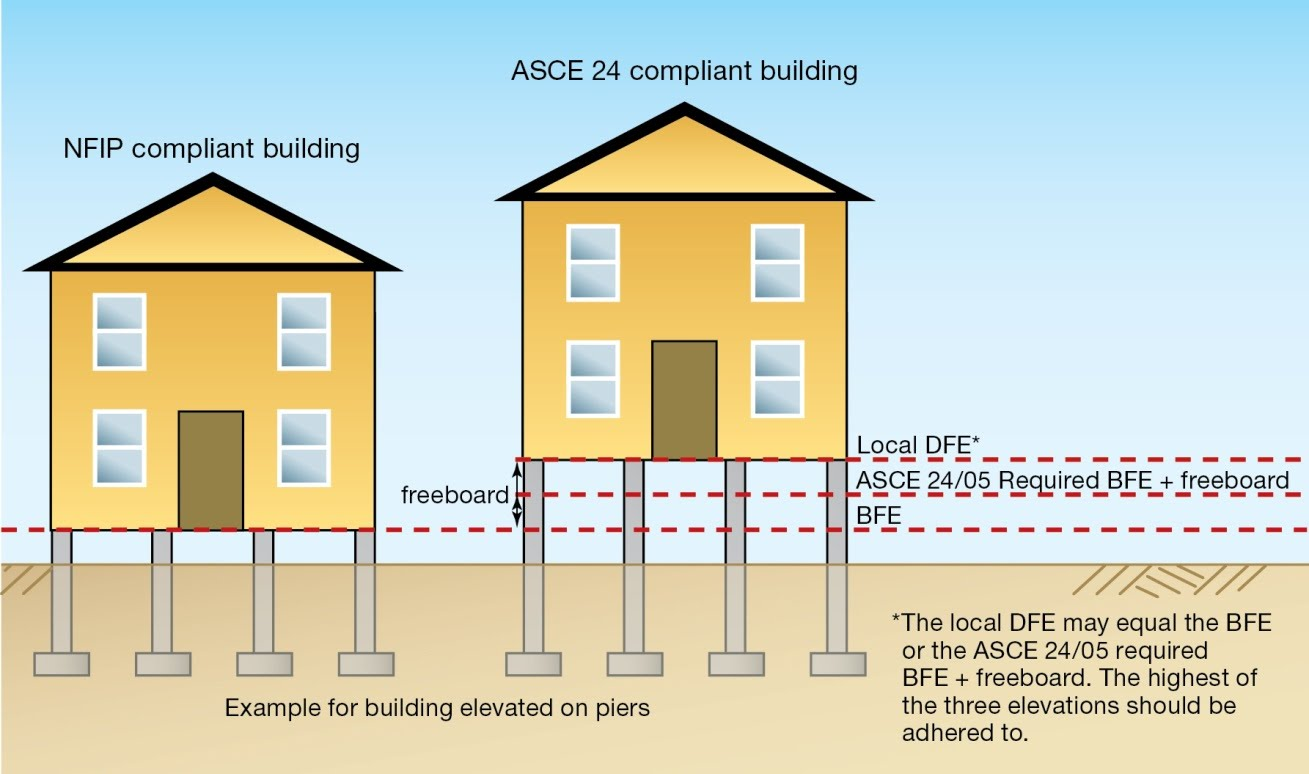 ASCE 24 compliant building
NFIP compliant building
Local DFE*
freeboard
ASCE 24/05 Required BFE + freeboard
BFE
*The local DFE may equal the BFE
or the ASCE 24/05 required
BFE + freeboard. The highest of
the three elevations should be
adhered to.
Example for building elevated on piers